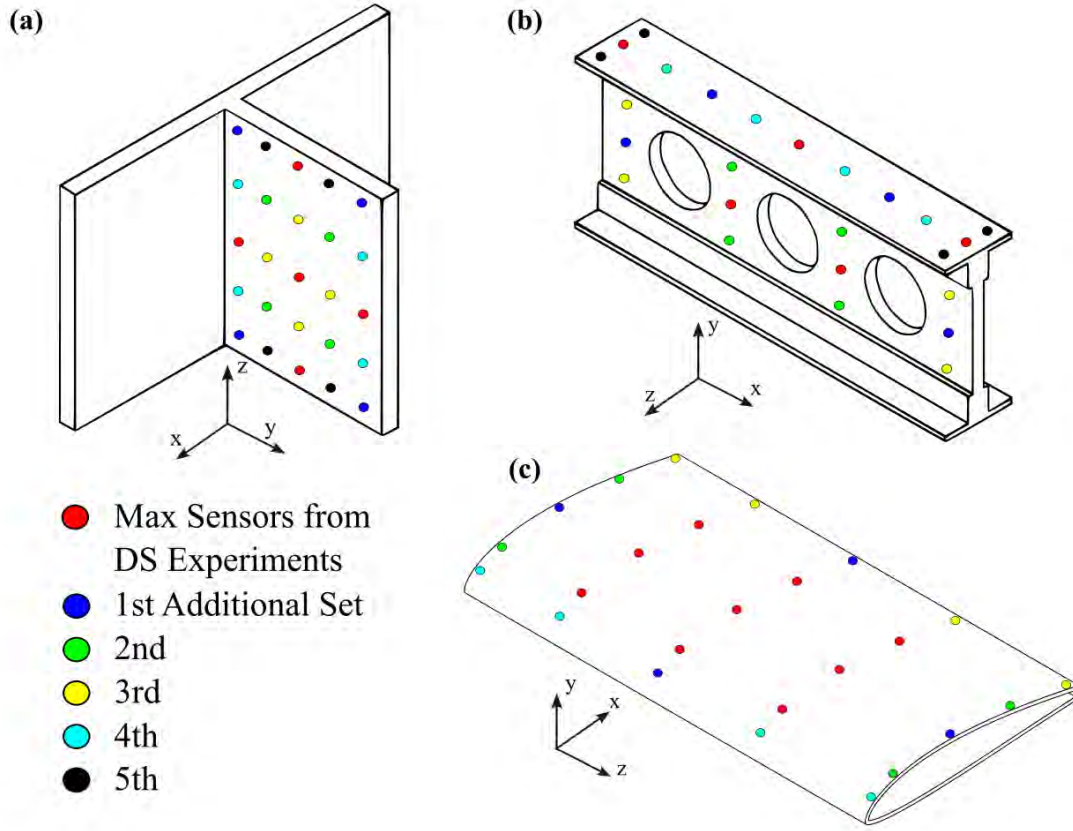 (a)
(b)
z
x
y
y
z
x
(c)
Max Sensors from
DS Experiments
1st Additional Set
2nd
3rd
4th
5th
y
x
z